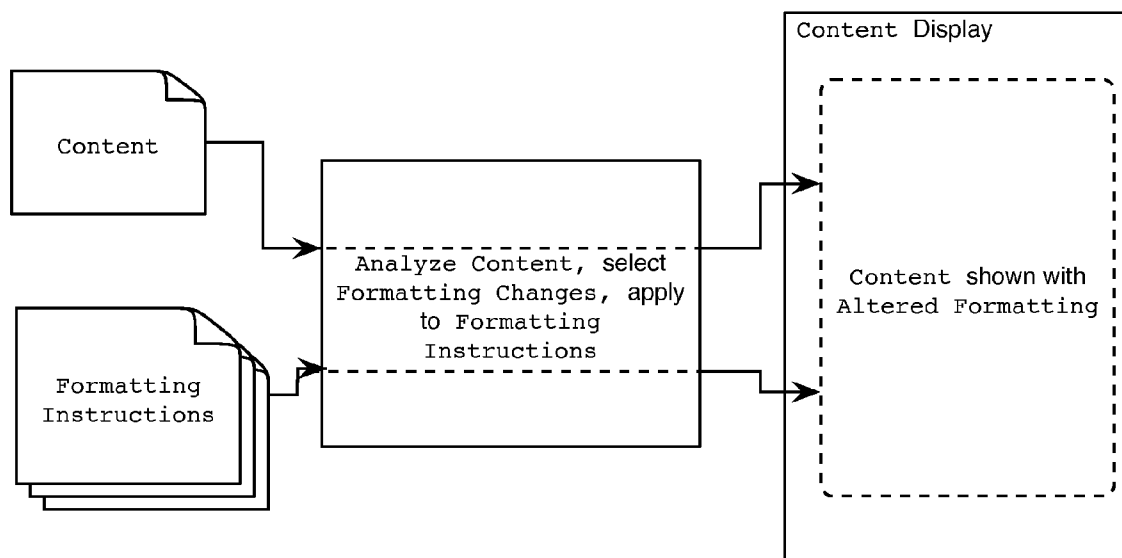 Content Display
Content
Analyze Content, select
Formatting Changes, apply
to Formatting
Instructions
Content shown with
Altered Formatting
Formatting
Instructions